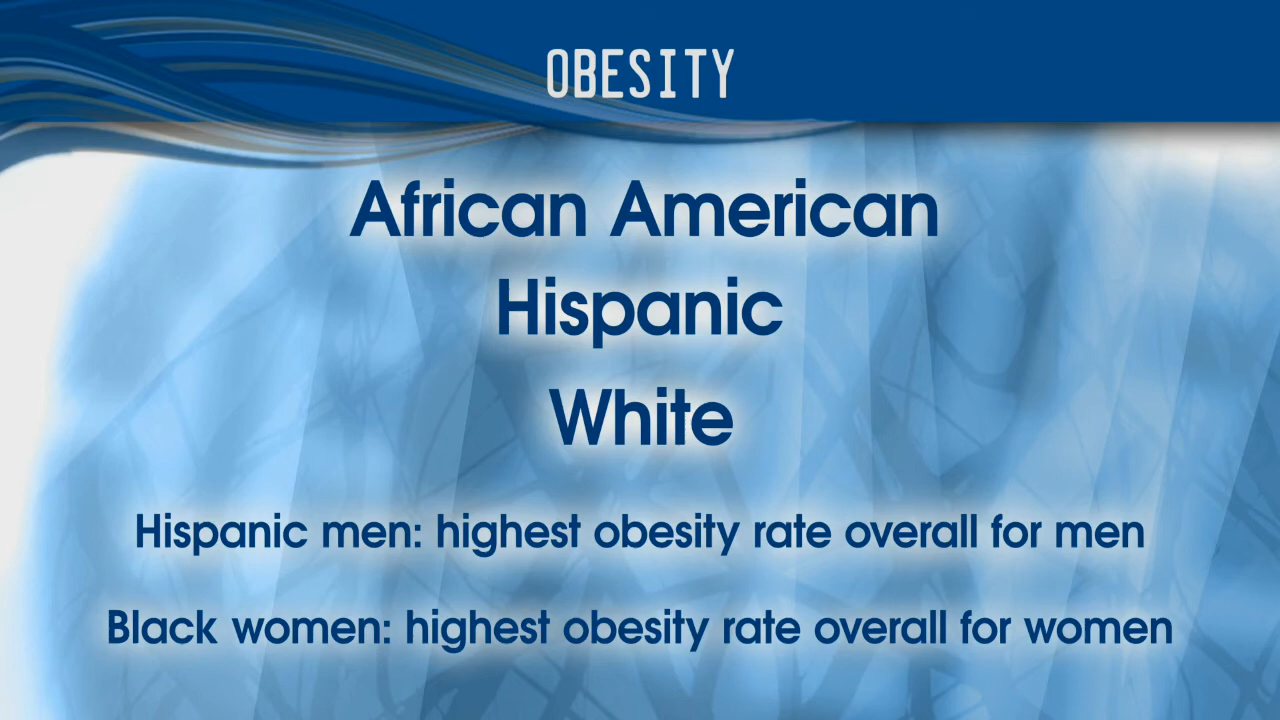 OBESITY
African American
Hispanic
White
Hispanic men: highest obesity rate overall for men
Black women: highest obesity rate overall for women